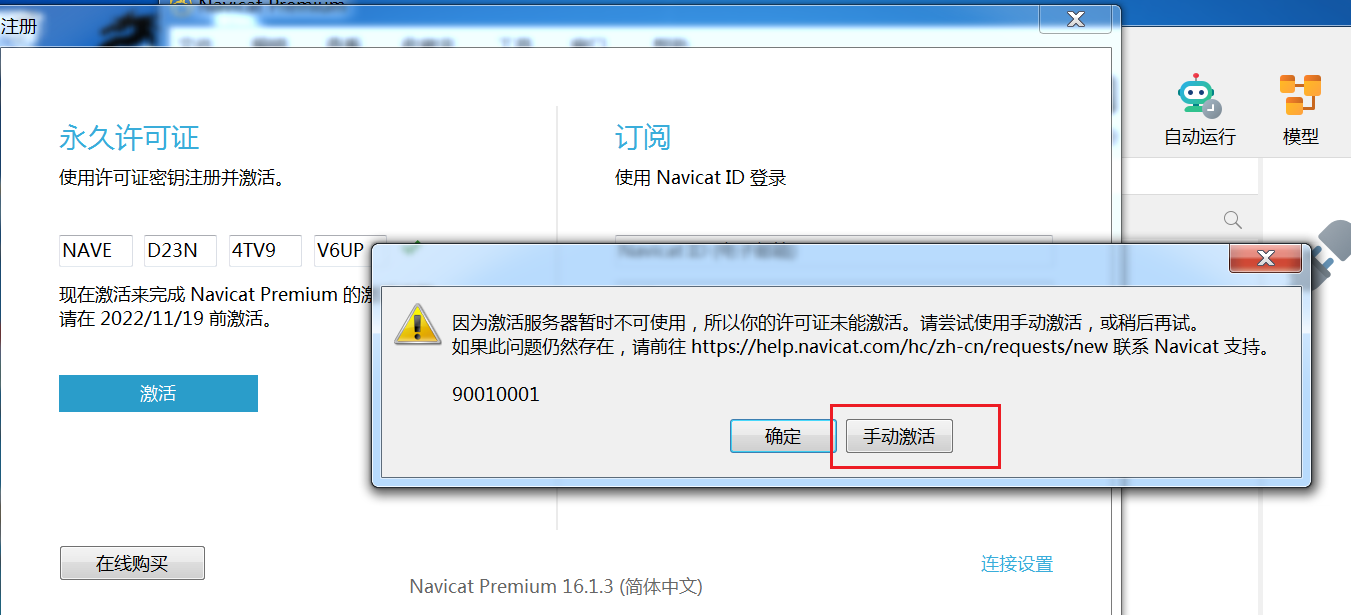 Navicat Premium
注册
自动运行
模型
永久许可证
使用许可证密钥注册并激活。
订阅
使用 Navicat ID 登录
NAVE D23N 4TV9 V6UP
现在激活来完成 Navicat Premium 的激
请在 2022/11/19 前激活。
激活
因为激活服务器暂时不可使用，所以你的许可证未能激活。请尝试使用手动激活，或稍后再试。
如果此问题仍然存在，请前往 https://help.navicat.com/hc/zh-cn/requests/new 联系 Navicat 支持。
90010001
确定
手动激活
在线购买
连接设置
Navicat Premium 16.1.3 (简体中文)